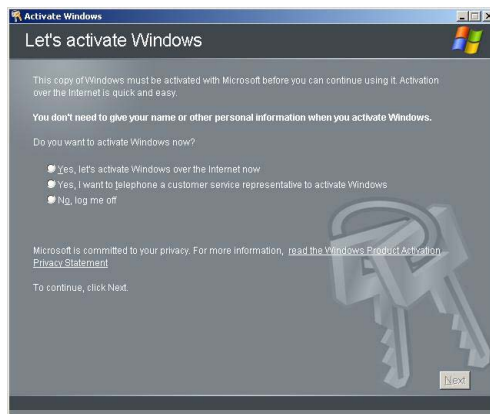 Activate Windows
Let's activate Windows
This copy of Windows must be activated with Microsoft before you can continue using it. Activation
over the Internet is quick and easy.
You don't need to give your name or other personal information when you activate Windows.
Do you want to activate Windows now?
Yes, let's activate Windows over the Internet now
Yes, I want to telephone a customer service representative to activate Windows
No, log me off
Microsoft is committed to your privacy. For more information, read the Windows Product Activation
Privacy Statement
To continue, click Next.
Next